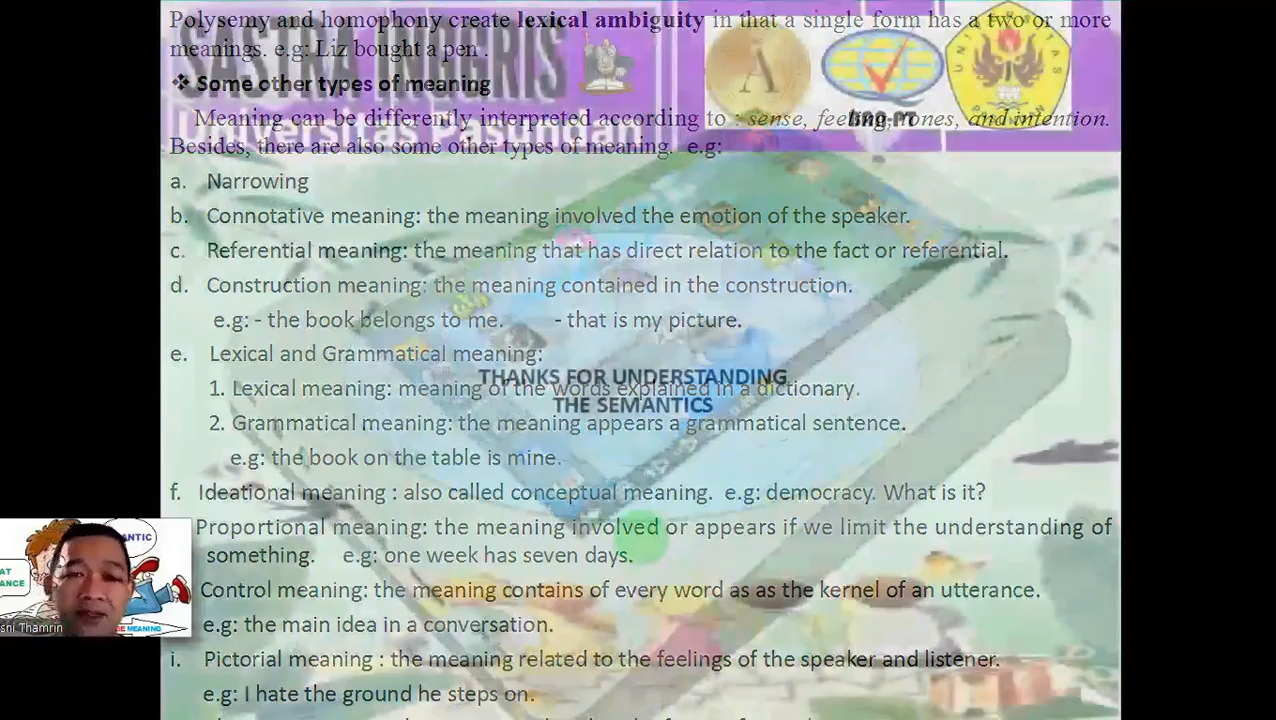 Polysemy and homophony create lexical ambiguity in that a single form has a two or more
meanings. e.g: Liz bought a pen .
SASTRA INGGRIS
❖ Some other types of meaning
Meaning can be differently interpreted according to : sense, feeling, tones, and intention.
Universitas Pasundan
Besides, there are also some other types of meaning. e.g:
a. Narrowing
b. Connotative meaning: the meaning involved the emotion of the speaker.
c. Referential meaning: the meaning that has direct relation to the fact or referential.
d. Construction meaning: the meaning contained in the construction.
e.g: - the book belongs to me. - that is my picture.
e. Lexical and Grammatical meaning:
THANKS FOR UNDERSTANDING
1. Lexical meaning: meaning of the words explained in a dictionary.
THE SEMANTICS
2. Grammatical meaning: the meaning appears a grammatical sentence.
e.g: the book on the table is mine.
f. Ideational meaning : also called conceptual meaning. e.g: democracy. What is it?
Proportional meaning: the meaning involved or appears if we limit the understanding of
something. e.g: one week has seven days.
Control meaning: the meaning contains of every word as as the kernel of an utterance.
e.g: the main idea in a conversation.
i. Pictorial meaning : the meaning related to the feelings of the speaker and listener.
e.g: I hate the ground he steps on.
ANTIC
AT
ANCE
sni Thamrin
DE MEANING